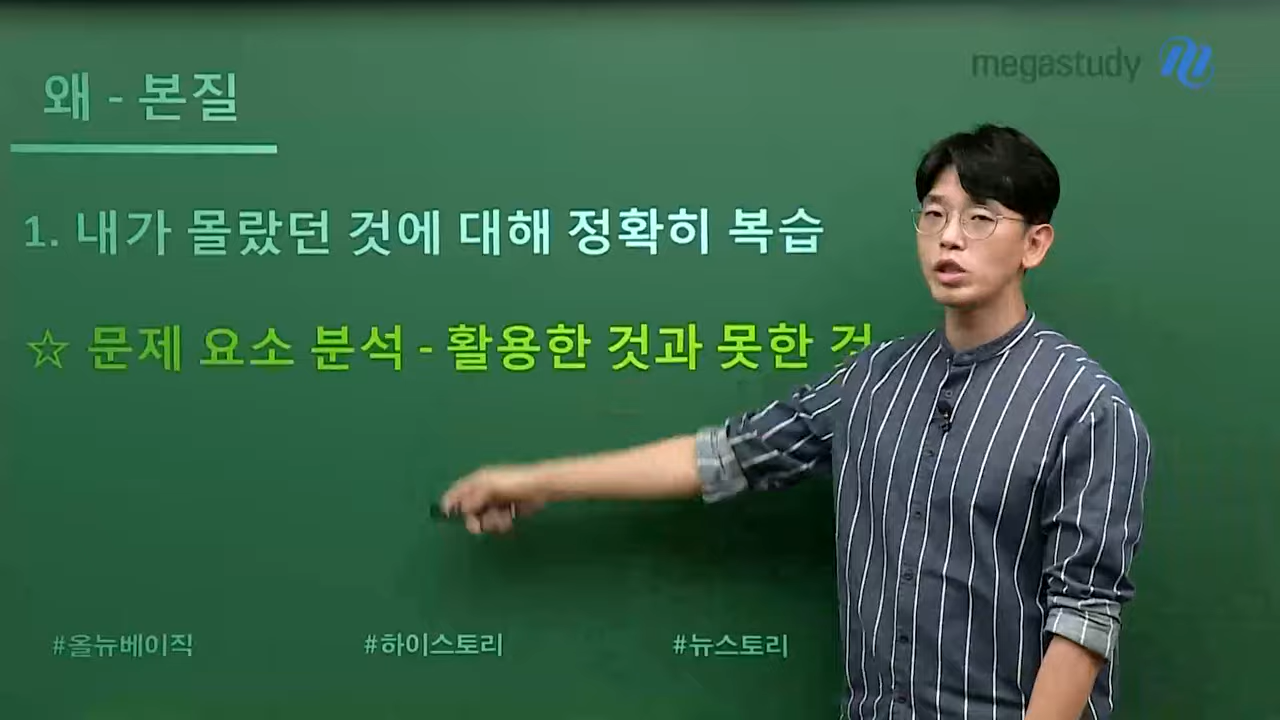 megastudy
왜 - 본질
1. 내가 몰랐던 것에 대해 정확히 복습
☆ 문제 요소 분석 - 활용한 것과 못한 것
#올뉴베이직 #하이스토리 #뉴스토리